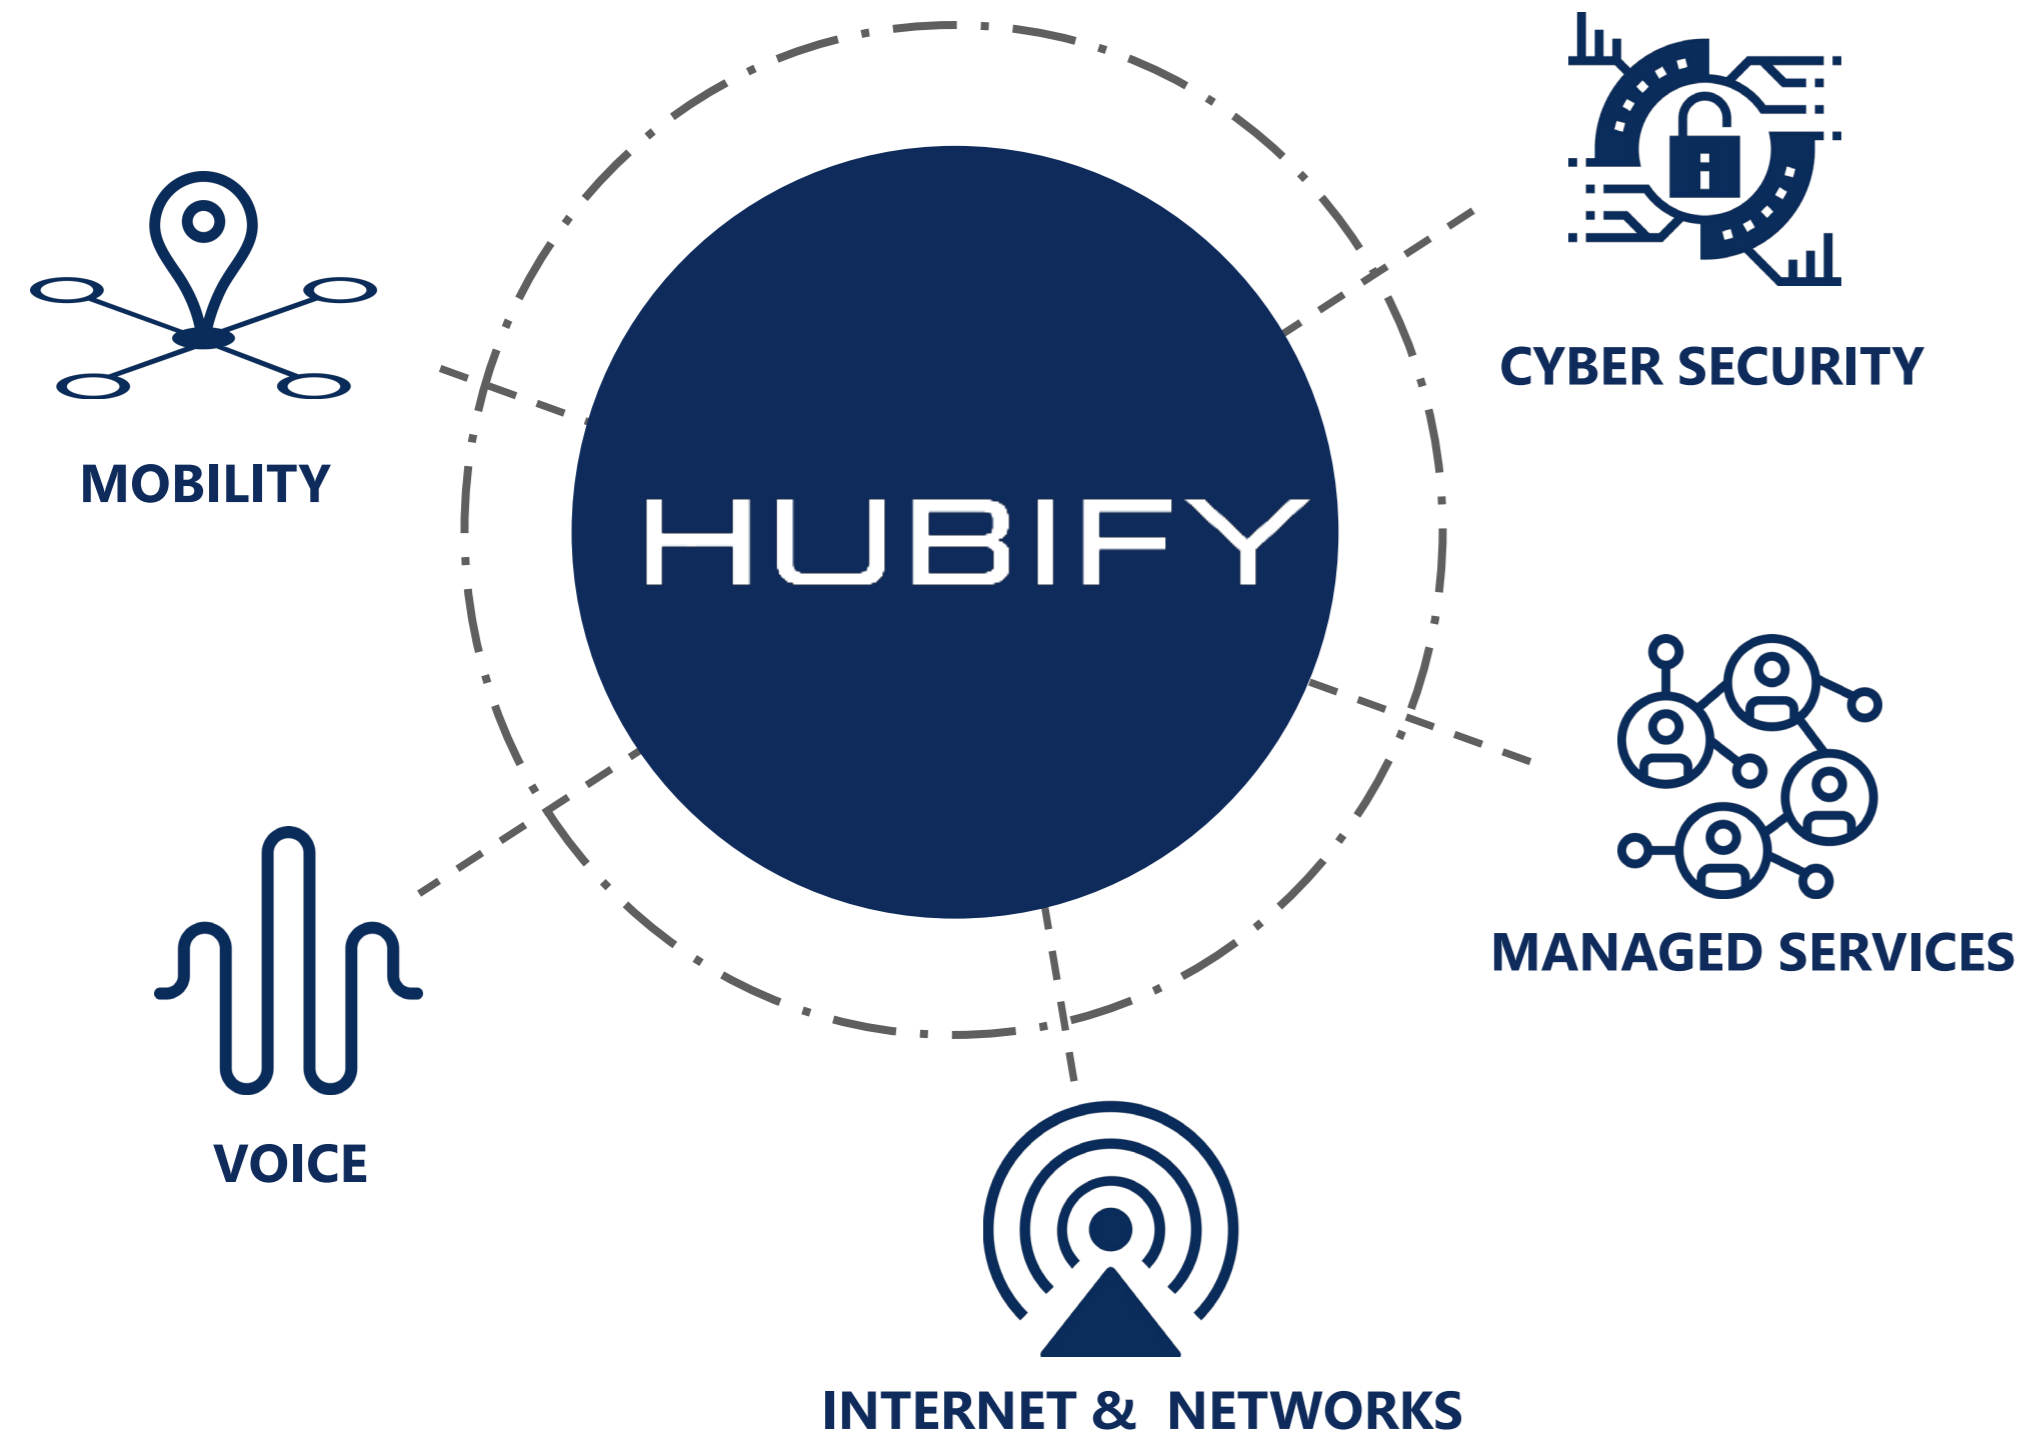 CYBER SECURITY
MOBILITY
HUBIFY
MANAGED SERVICES
VOICE
INTERNET & NETWORKS